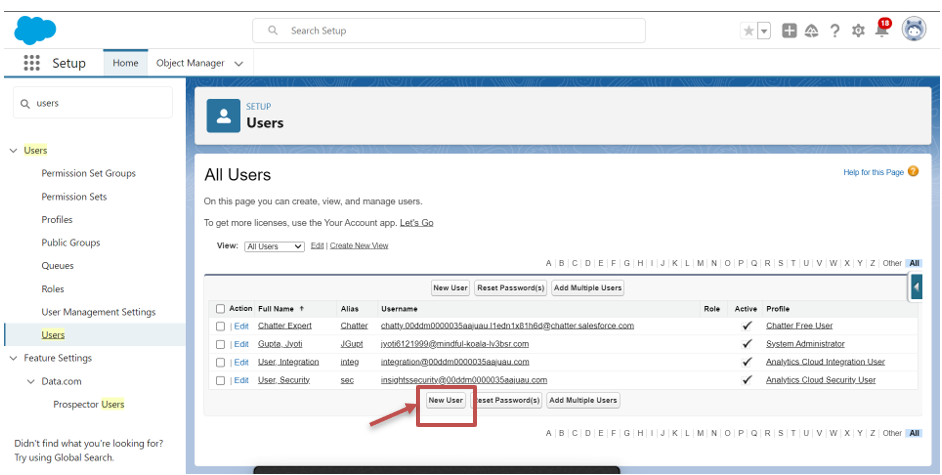 Search Setup
18
Setup
Home
Object Manager
users
Users
Permission Set Groups
Permission Sets
Profiles
Public Groups
Queues
Roles
User Management Settings
Users
Feature Settings
Data.com
Prospector Users
Didn't find what you're looking for?
Try using Global Search.
SETUP
Users
All Users
Help for this Page ?
On this page you can create, view, and manage users.
To get more licenses, use the Your Account app. Let's Go
View: All Users Edit | Create New View
A | B | C | D | E | F | G | H | I | J | K | L | M | N | O | P | Q | R | S | T | U | V | W | X | Y | Z | Other | All
New User Reset Password(s) Add Multiple Users
Action Full Name ↑ Alias Username Role Active Profile
| Edit Chatter Expert Chatter chatty.00ddm0000035aajuau.l1edn1x81h6d@chatter.salesforce.com ✓ Chatter Free User
| Edit Gupta, Jyoti JGupt jyoti6121999@mindful-koala-lv3bsr.com ✓ System Administrator
| Edit User, Integration integ integration@00ddm0000035aajuau.com ✓ Analytics Cloud Integration User
| Edit User, Security sec insightssecurity@00ddm0000035aajuau.com ✓ Analytics Cloud Security User
New User Reset Password(s) Add Multiple Users
A | B | C | D | E | F | G | H | I | J | K | L | M | N | O | P | Q | R | S | T | U | V | W | X | Y | Z | Other | All